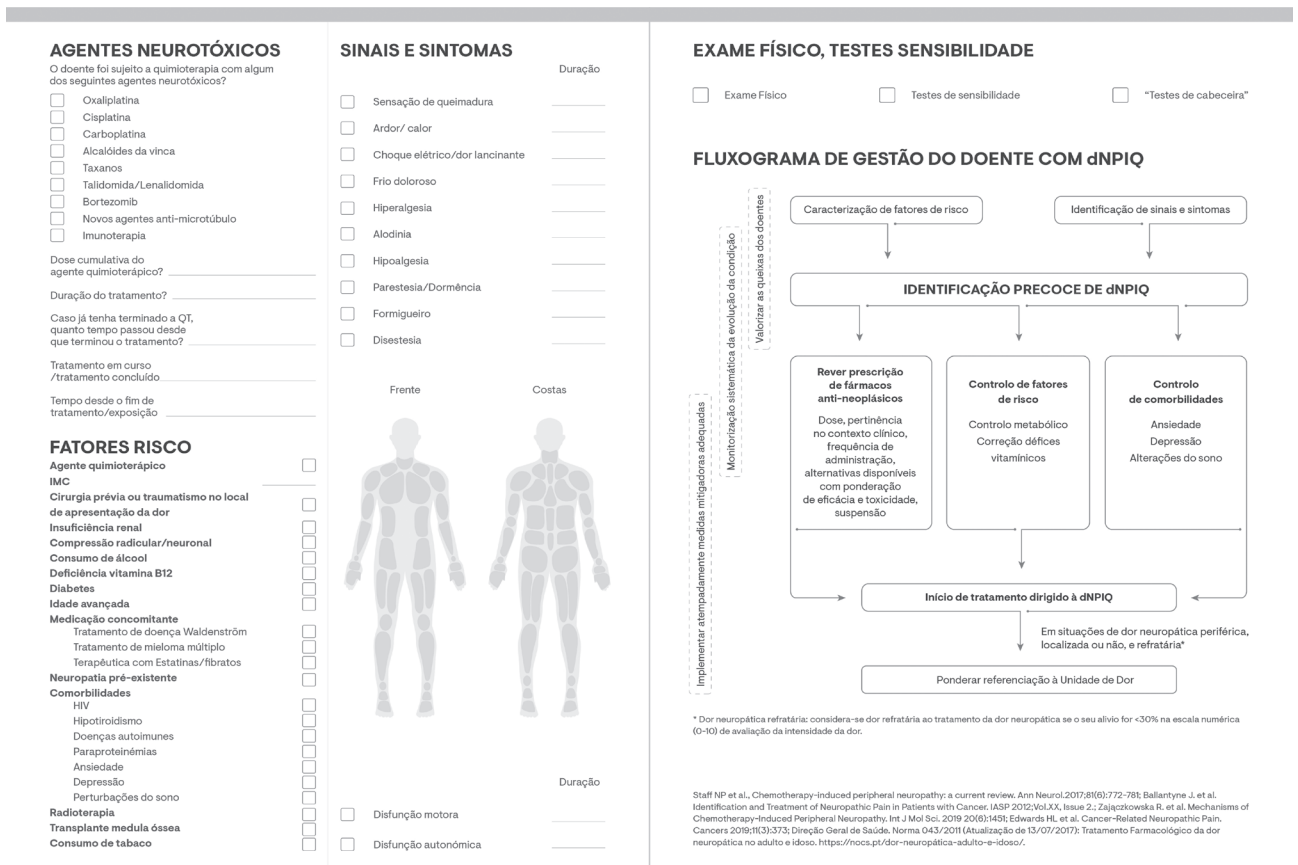 AGENTES NEUROTÓXICOS
O doente foi sujeito a quimioterapia com algum
dos seguintes agentes neurotóxicos?
Oxaliplatina
Cisplatina
Carboplatina
Alcalóides da vinca
Taxanos
Talidomida/Lenalidomida
Bortezomib
Novos agentes anti-microtúbulo
Imunoterapia
Dose cumulativa do
agente quimioterápico?
Duração do tratamento?
Caso já tenha terminado a QT,
quanto tempo passou desde
que terminou o tratamento?
Tratamento em curso
/tratamento concluído
Tempo desde o fim de
tratamento/exposição
FATORES RISCO
Agente quimioterápico
IMC
Cirurgia prévia ou traumatismo no local
de apresentação da dor
Insuficiência renal
Compressão radicular/neuronal
Consumo de álcool
Deficiência vitamina B12
Diabetes
Idade avançada
Medicação concomitante
Tratamento de doença Waldenström
Tratamento de mieloma múltiplo
Terapêutica com Estatinas/fibratos
Neuropatia pré-existente
Comorbilidades
HIV
Hipotiroidismo
Doenças autoimunes
Paraproteinémias
Ansiedade
Depressão
Perturbações do sono
Radioterapia
Transplante medula óssea
Consumo de tabaco
SINAIS E SINTOMAS
Duração
Sensação de queimadura
Ardor/ calor
Choque elétrico/dor lancinante
Frio doloroso
Hiperalgesia
Alodinia
Hipoalgesia
Parestesia/Dormência
Formigueiro
Disestesia
Frente
Costas
Duração
Disfunção motora
Disfunção autonómica
EXAME FÍSICO, TESTES SENSIBILIDADE
Exame Físico
Testes de sensibilidade
“Testes de cabeceira”
FLUXOGRAMA DE GESTÃO DO DOENTE COM dNPIQ
Implementar atempadamente medidas mitigadoras adequadas
Monitorização sistemática da evolução da condição
Valorizar as queixas dos doentes
Caracterização de fatores de risco
Identificação de sinais e sintomas
IDENTIFICAÇÃO PRECOCE DE dNPIQ
Rever prescrição
de fármacos
anti-neoplásicos
Dose, pertinência
no contexto clínico,
frequência de
administração,
alternativas disponíveis
com ponderação
de eficácia e toxicidade,
suspensão
Controlo de fatores
de risco
Controlo metabólico
Correção défices
vitamínicos
Controlo
de comorbilidades
Ansiedade
Depressão
Alterações do sono
Início de tratamento dirigido à dNPIQ
Em situações de dor neuropática periférica,
localizada ou não, e refratária*
Ponderar referenciação à Unidade de Dor
* Dor neuropática refratária: considera-se dor refratária ao tratamento da dor neuropática se o seu alivio for <30% na escala numérica
(0-10) de avaliação da intensidade da dor.
Staff NP et al., Chemotherapy-induced peripheral neuropathy: a current review. Ann Neurol.2017;81(6):772-781; Ballantyne J. et al.
Identification and Treatment of Neuropathic Pain in Patients with Cancer. IASP 2012;Vol.XX, Issue 2.; Zajączkowska R. et al. Mechanisms of
Chemotherapy-Induced Peripheral Neuropathy. Int J Mol Sci. 2019 20(6):1451; Edwards HL et al. Cancer-Related Neuropathic Pain.
Cancers 2019;11(3):373; Direção Geral de Saúde. Norma 043/2011 (Atualização de 13/07/2017): Tratamento Farmacológico da dor
neuropática no adulto e idoso. https://nocs.pt/dor-neuropática-adulto-e-idoso/.